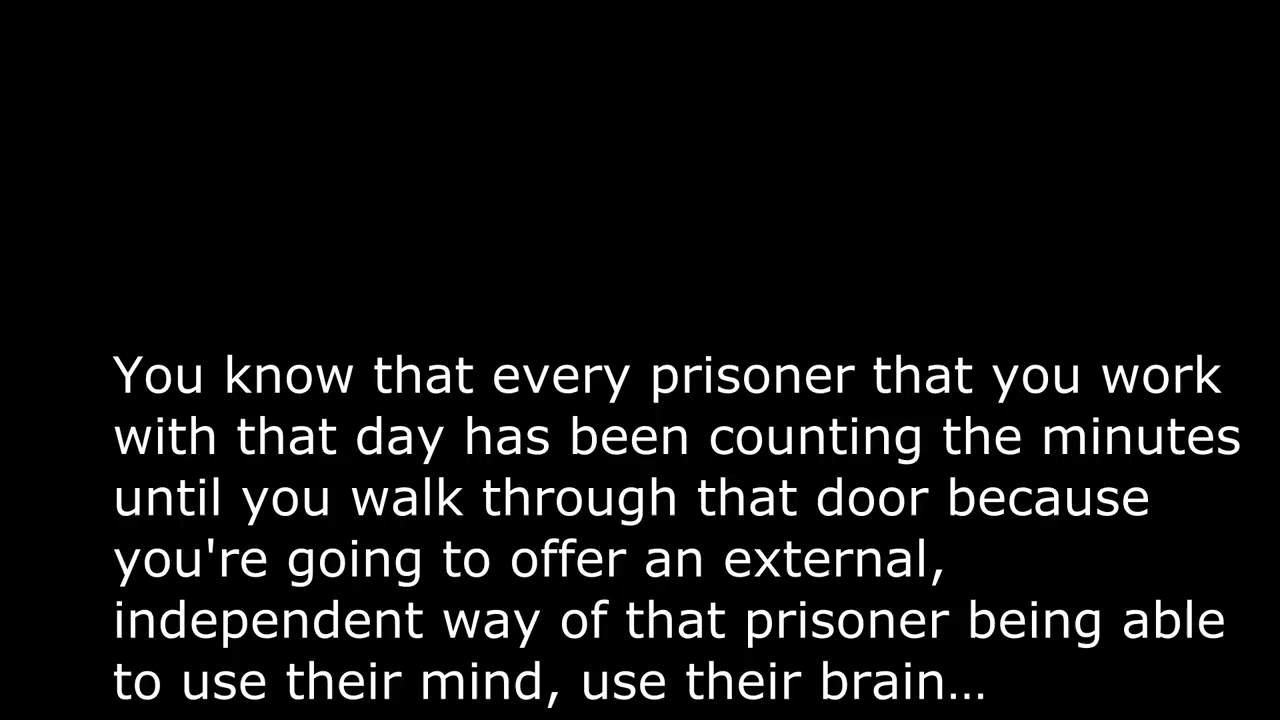 You know that every prisoner that you work
with that day has been counting the minutes
until you walk through that door because
you're going to offer an external,
independent way of that prisoner being able
to use their mind, use their brain…